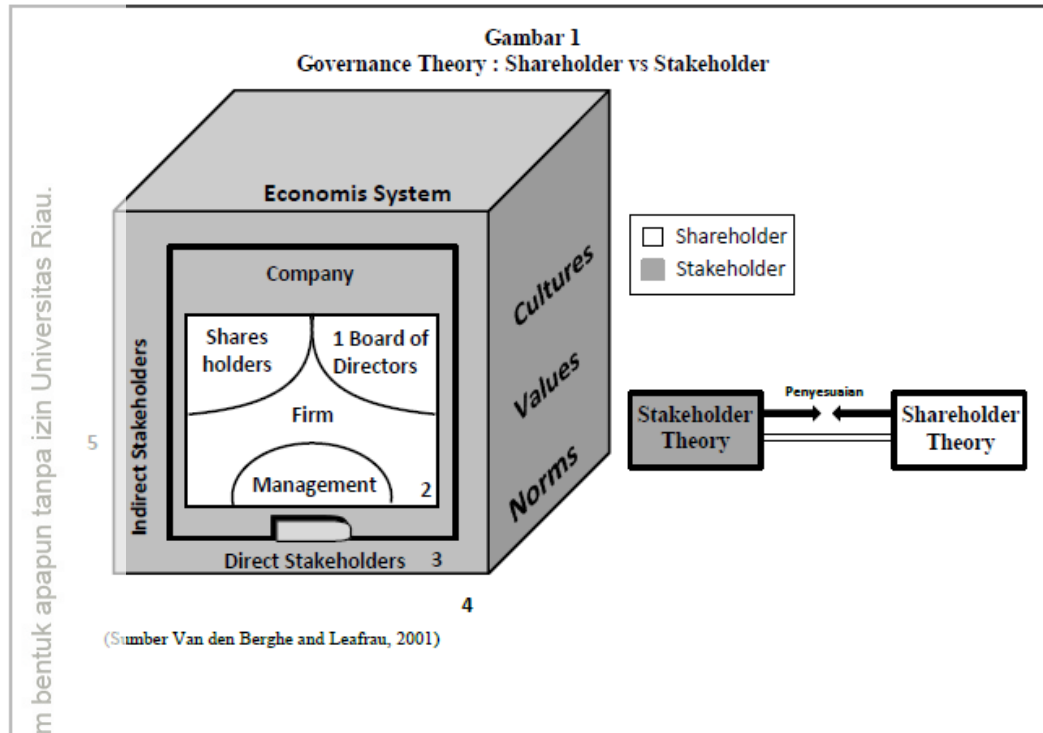 Gambar 1
Governance Theory : Shareholder vs Stakeholder
Economis System
Company
Shares
holders
1 Board of
Directors
Firm
Management
2
Direct Stakeholders 3
4
Indirect Stakeholders
5
Cultures
Values
Norms
Shareholder
Stakeholder
Penyesuaian
Stakeholder
Theory
Shareholder
Theory
(Sumber Van den Berghe and Leafrau, 2001)
m bentuk apapun tanpa izin Universitas Riau.